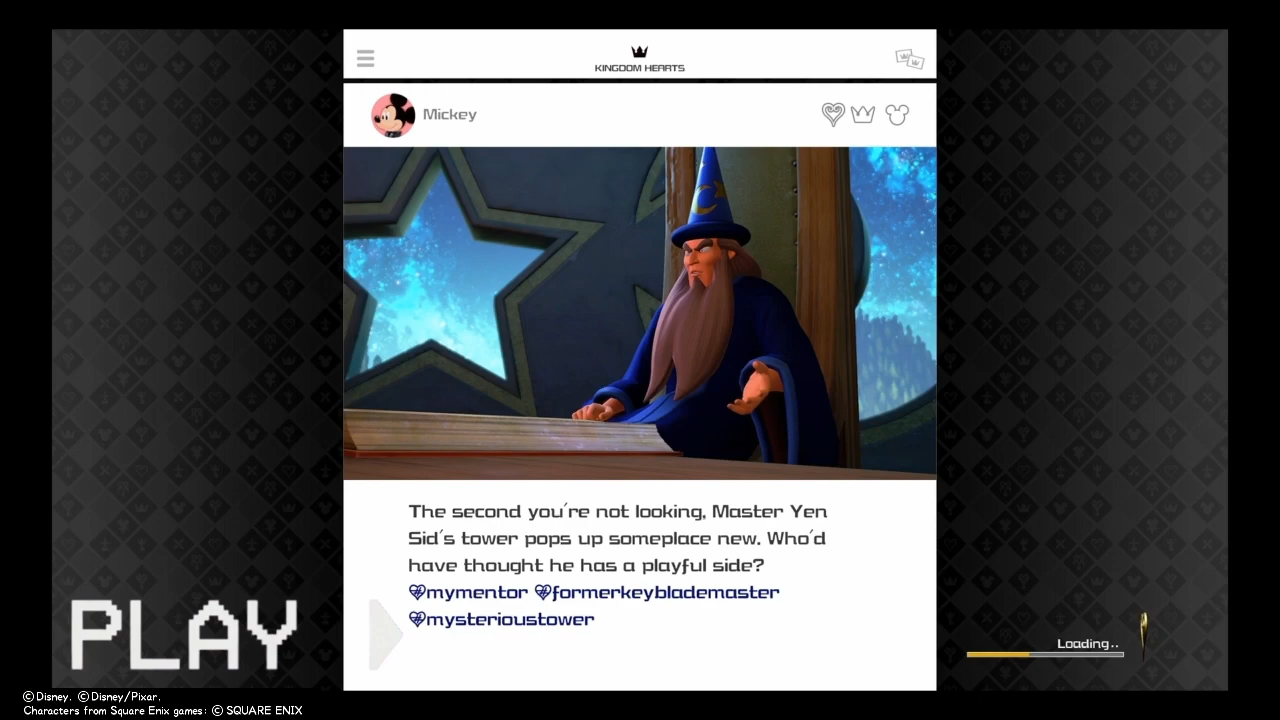 KINGDOM HEARTS
Mickey
The second you're not looking, Master Yen
Sid's tower pops up someplace new. Who'd
have thought he has a playful side?
mymentor formerkeyblademaster
mysterioustower
PLAY
Loading..
©Disney. ©Disney/Pixar.
Characters from Square Enix games: © SQUARE ENIX